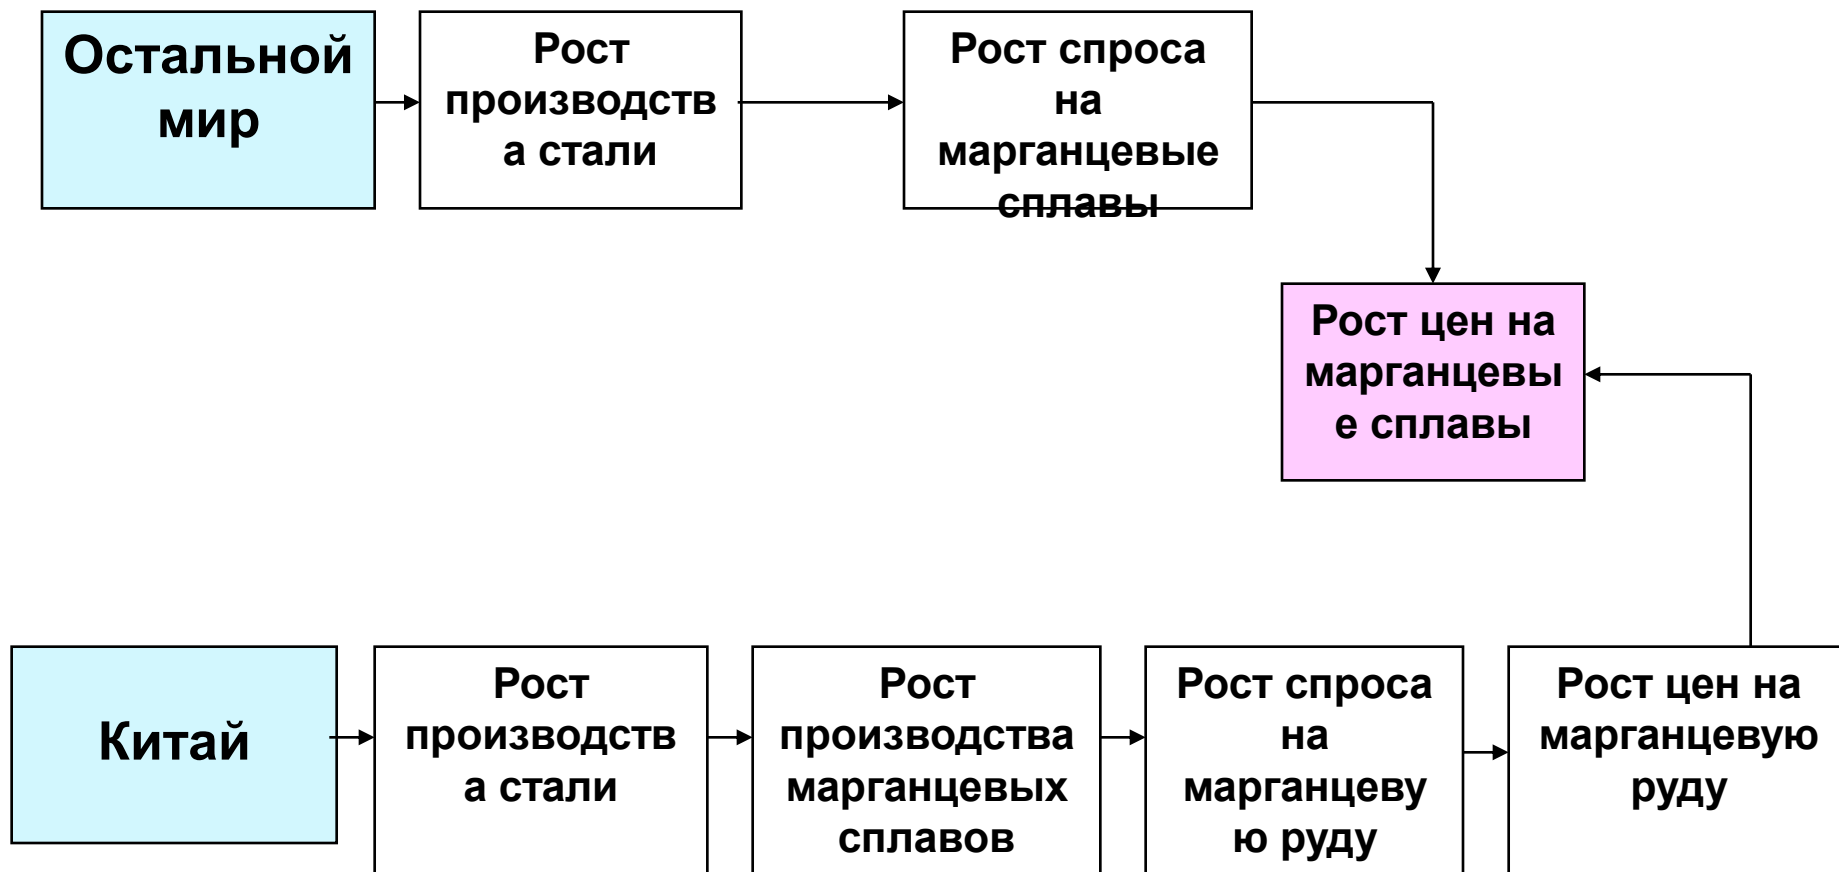 Остальной
мир
Рост
производств
а стали
Рост спроса
на
марганцевые
сплавы
Рост цен на
марганцевы
е сплавы
Китай
Рост
производств
а стали
Рост
производства
марганцевых
сплавов
Рост спроса
на
марганцеву
ю руду
Рост цен на
марганцевую
руду